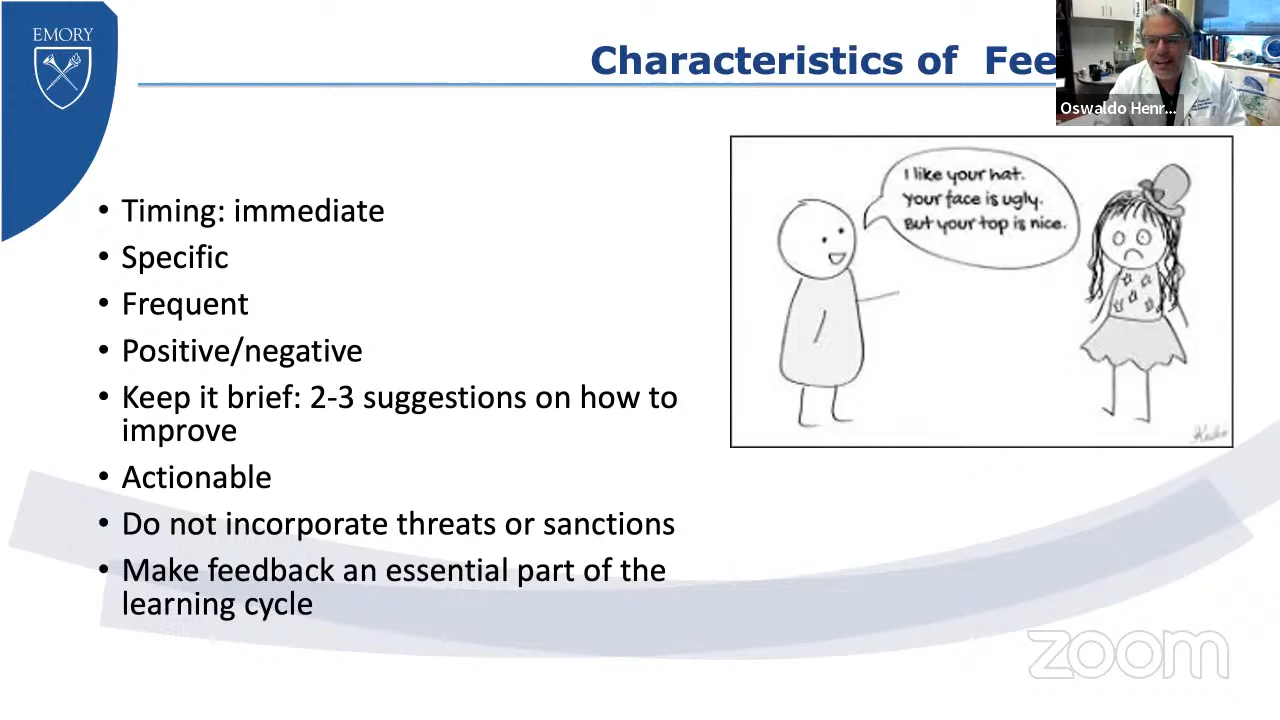 EMORY
Characteristics of Fee
Oswaldo Henr...
I like your hat.
Your face is ugly.
But your top is nice.
• Timing: immediate
• Specific
• Frequent
• Positive/negative
• Keep it brief: 2-3 suggestions on how to
improve
• Actionable
• Do not incorporate threats or sanctions
• Make feedback an essential part of the
learning cycle
zoom